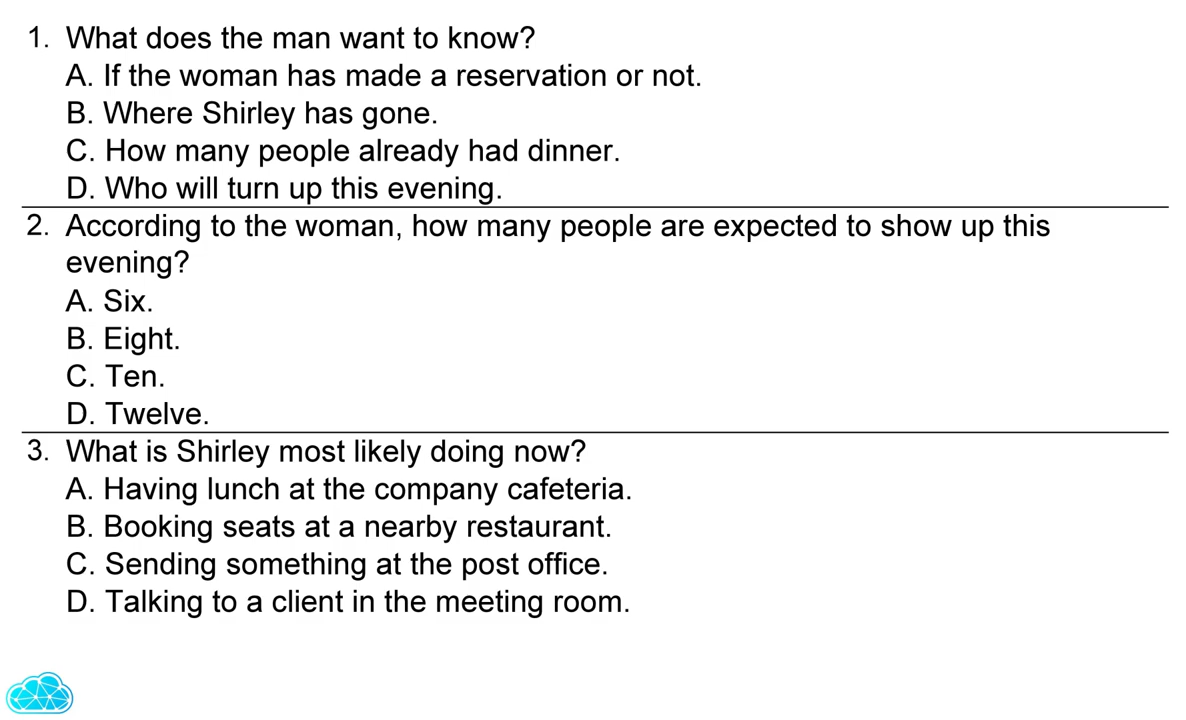 1. What does the man want to know?
A. If the woman has made a reservation or not.
B. Where Shirley has gone.
C. How many people already had dinner.
D. Who will turn up this evening.
2. According to the woman, how many people are expected to show up this
evening?
A. Six.
B. Eight.
C. Ten.
D. Twelve.
3. What is Shirley most likely doing now?
A. Having lunch at the company cafeteria.
B. Booking seats at a nearby restaurant.
C. Sending something at the post office.
D. Talking to a client in the meeting room.